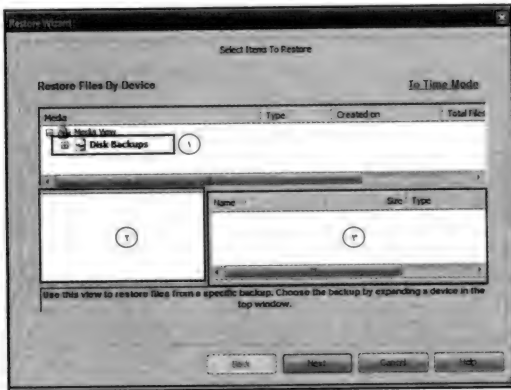 Restore Wizard
Select Items To Restore
Restore Files By Device
To Time Mode
Media
Type
Created on
Total Files
Media View
Disk Backups
١
٢
Name
Size
Type
٣
Use this view to restore files from a specific backup. Choose the backup by expanding a device in the
top window.
Back
Next
Cancel
Help